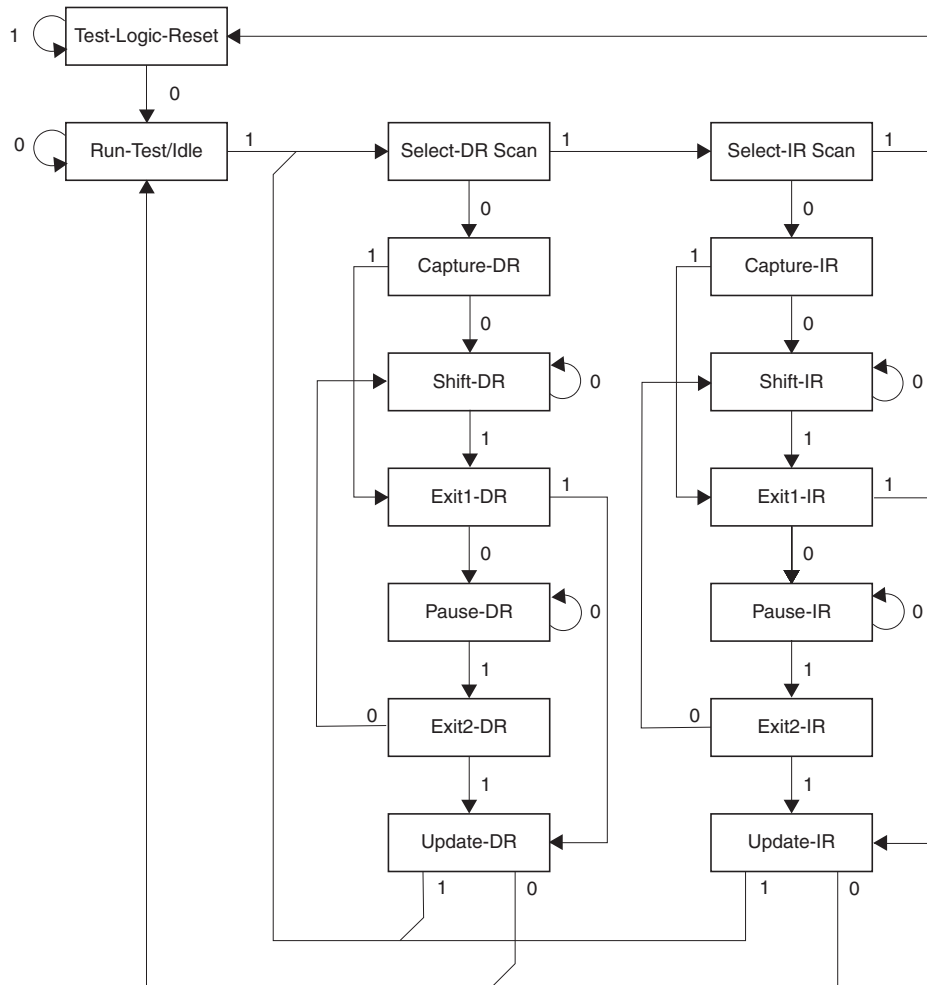 Test-Logic-Reset
1
0
Run-Test/Idle
0
1
Select-DR Scan
1
Select-IR Scan
1
0
0
1
Capture-DR
1
Capture-IR
0
0
Shift-DR
0
Shift-IR
0
1
1
Exit1-DR
1
Exit1-IR
1
0
0
Pause-DR
0
Pause-IR
0
1
1
0
Exit2-DR
0
Exit2-IR
1
1
Update-DR
Update-IR
1
0
1
0